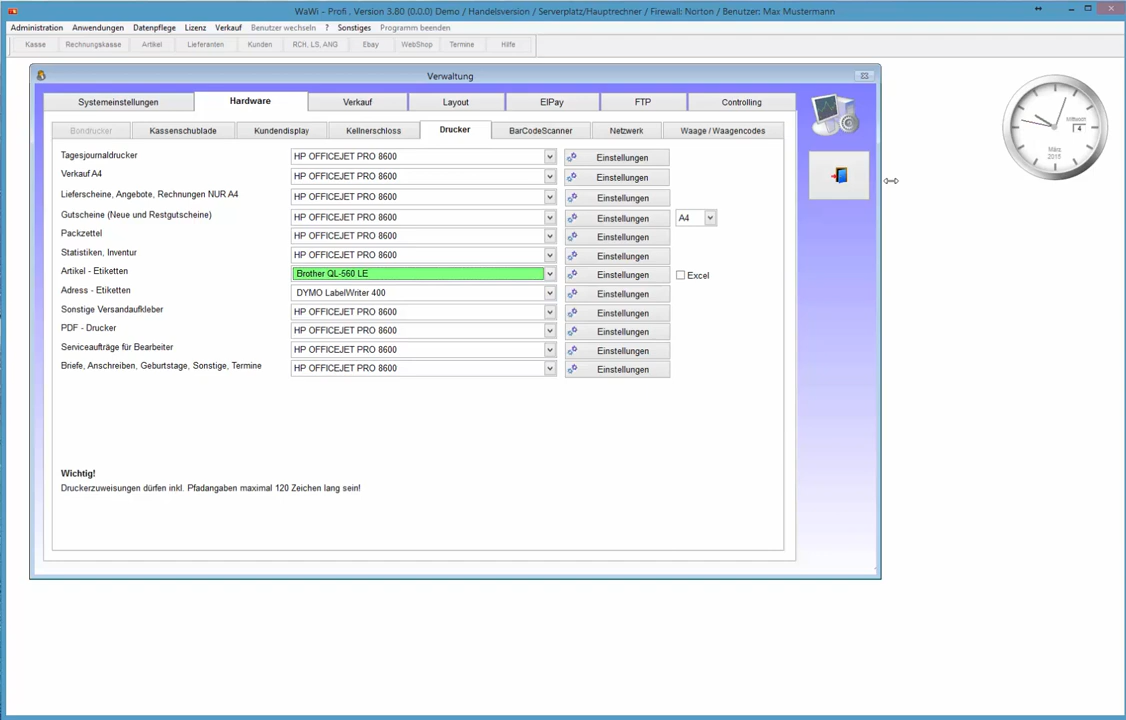 WaWi - Profi , Version 3.80 (0.0.0) Demo / Handelsversion / Serverplatz/Hauptrechner / Firewall: Norton / Benutzer: Max Mustermann
Administration Anwendungen Datenpflege Lizenz Verkauf Benutzer wechseln ? Sonstiges Programm beenden
Kasse Rechnungskasse Artikel Lieferanten Kunden RCH, LS, ANG Ebay WebShop Termine Hilfe
Verwaltung
Systemeinstellungen Hardware Verkauf Layout ElPay FTP Controlling
Bondrucker Kassenschublade Kundendisplay Kellnerschloss Drucker BarCodeScanner Netzwerk Waage / Waagencodes
Tagesjournaldrucker HP OFFICEJET PRO 8600 Einstellungen
Verkauf A4 HP OFFICEJET PRO 8600 Einstellungen
Lieferscheine, Angebote, Rechnungen NUR A4 HP OFFICEJET PRO 8600 Einstellungen
Gutscheine (Neue und Restgutscheine) HP OFFICEJET PRO 8600 Einstellungen A4
Packzettel HP OFFICEJET PRO 8600 Einstellungen
Statistiken, Inventur HP OFFICEJET PRO 8600 Einstellungen
Artikel - Etiketten Brother QL-560 LE Einstellungen Excel
Adress - Etiketten DYMO LabelWriter 400 Einstellungen
Sonstige Versandaufkleber HP OFFICEJET PRO 8600 Einstellungen
PDF - Drucker HP OFFICEJET PRO 8600 Einstellungen
Serviceaufträge für Bearbeiter HP OFFICEJET PRO 8600 Einstellungen
Briefe, Anschreiben, Geburtstage, Sonstige, Termine HP OFFICEJET PRO 8600 Einstellungen
Wichtig!
Druckerzuweisungen dürfen inkl. Pfadangaben maximal 120 Zeichen lang sein!
Mittwoch
4
März
2015